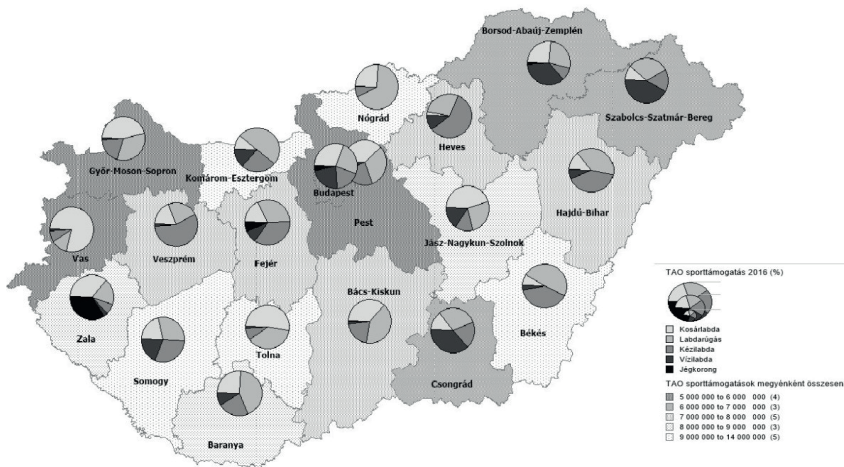 Borsod-Abaúj-Zemplén
Nógrád
Szabolcs-Szatmár-Bereg
Heves
Győr-Moson-Sopron
Komárom-Esztergom
Budapest
Hajdú-Bihar
Pest
Jász-Nagykun-Szolnok
Vas
Veszprém
Fejér
Bács-Kiskun
Zala
Tolna
Békés
Somogy
Csongrád
Baranya
TAO sporttámogatás 2016 (%)
Kosárlabda
Labdarúgás
Kézilabda
Vízilabda
Jégkorong
TAO sporttámogatások megyénként összesen
5 000 000 to 6 000 000 (4)
6 000 000 to 7 000 000 (3)
7 000 000 to 8 000 000 (5)
8 000 000 to 9 000 000 (3)
9 000 000 to 14 000 000 (5)